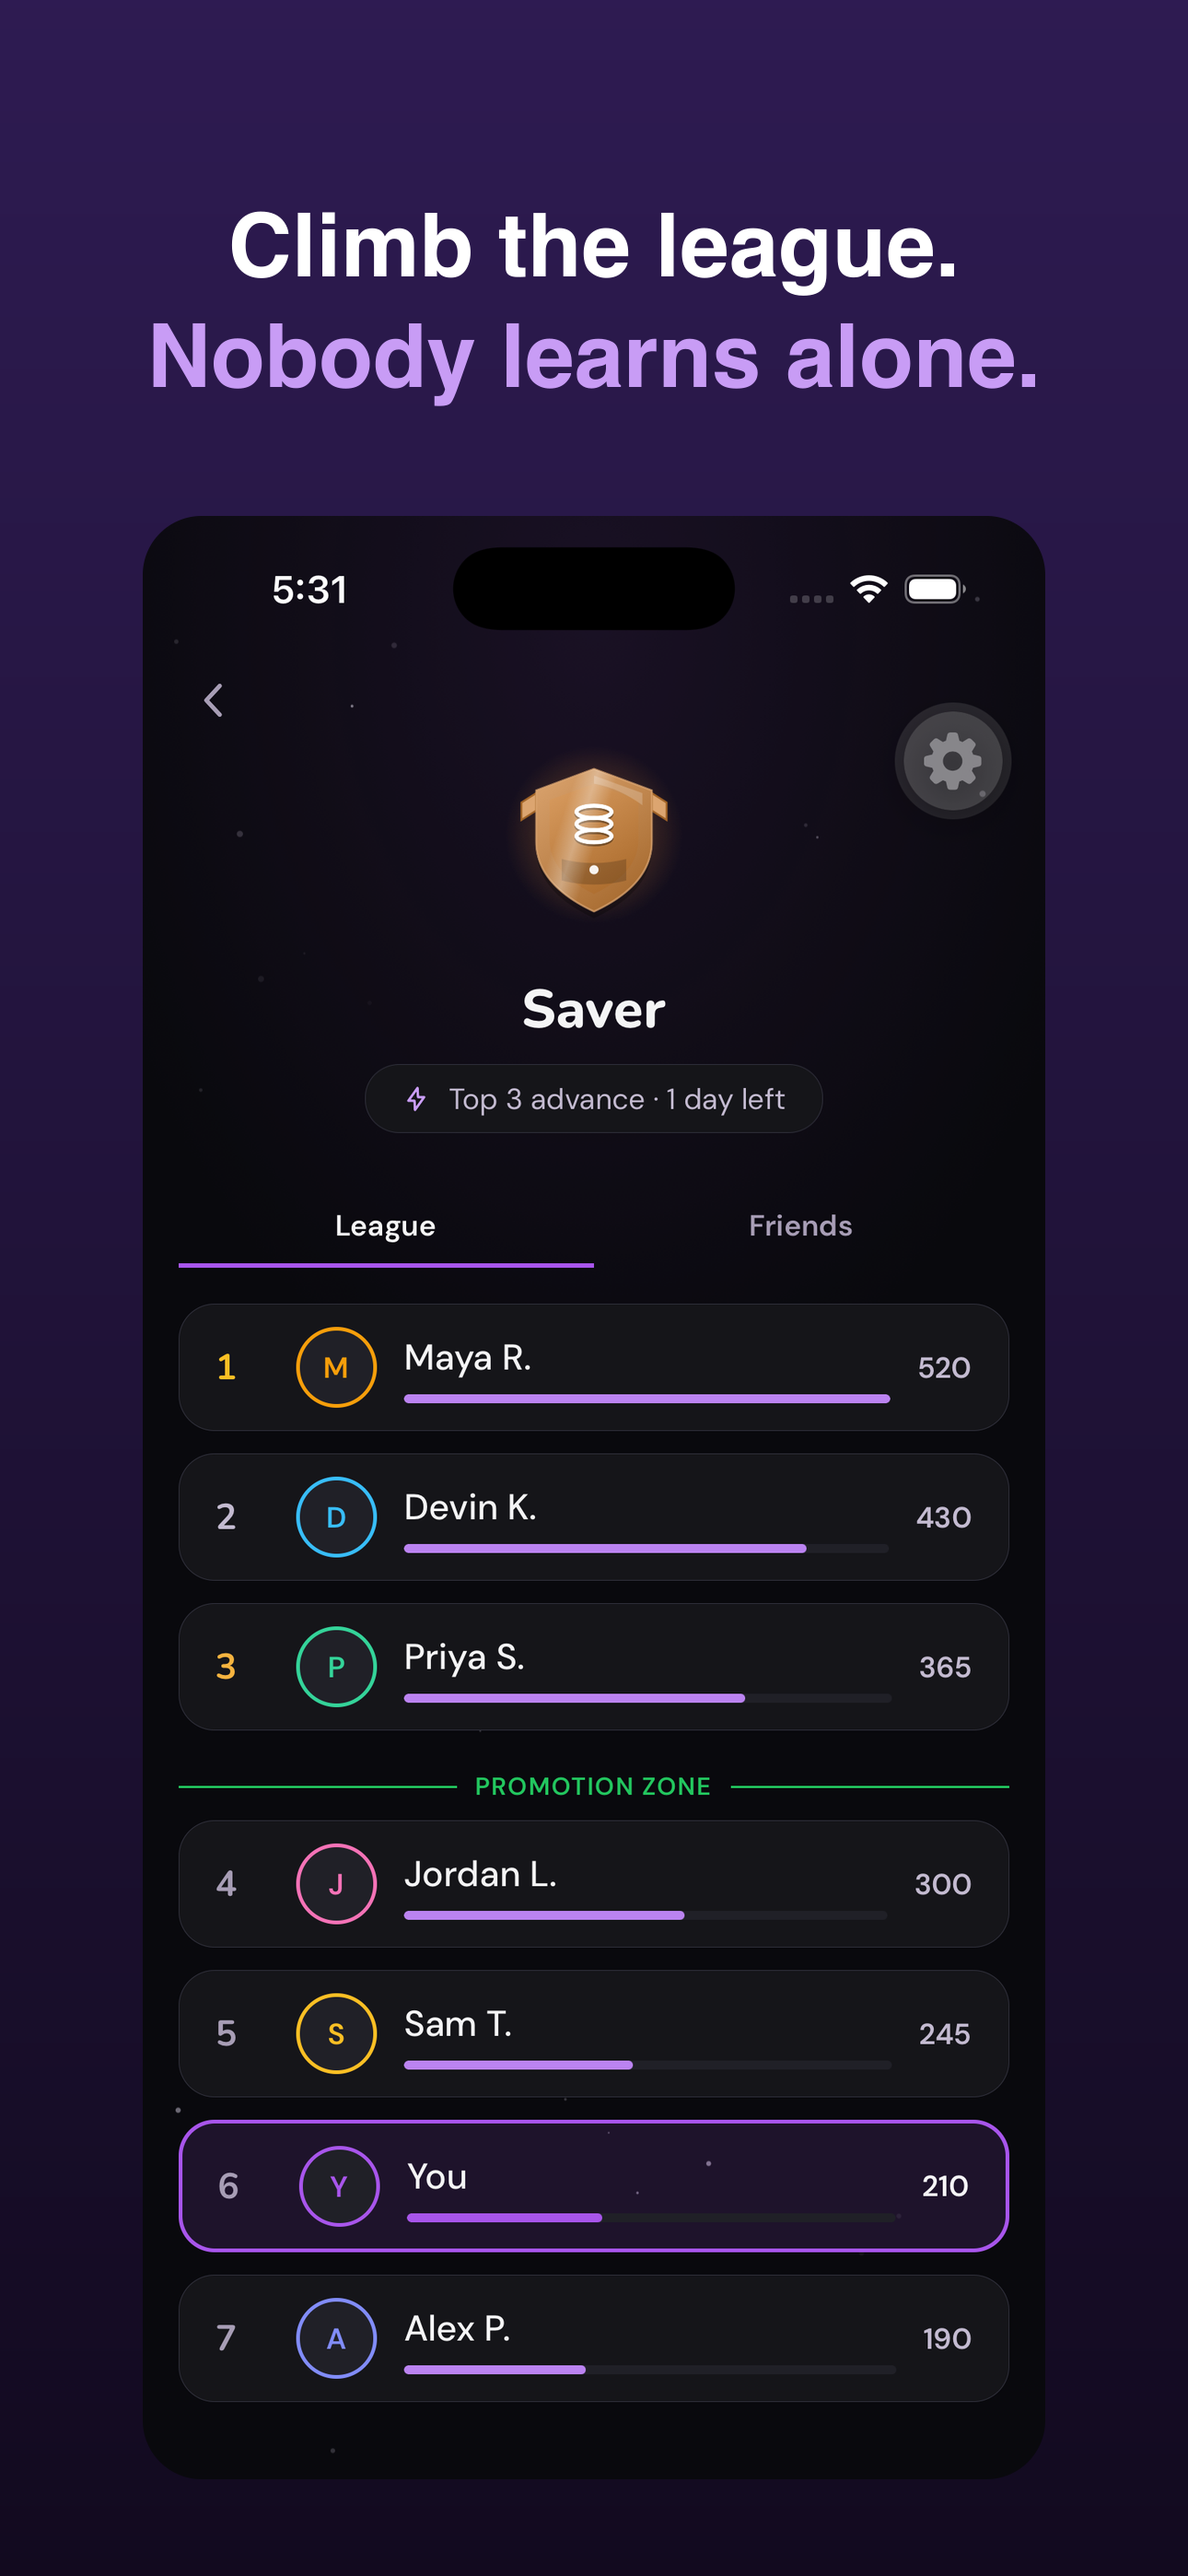 Climb the league.
Nobody learns alone.
5:31
Saver
Top 3 advance · 1 day left
League Friends
1 M Maya R. 520
2 D Devin K. 430
3 P Priya S. 365
PROMOTION ZONE
4 J Jordan L. 300
5 S Sam T. 245
6 Y You 210
7 A Alex P. 190